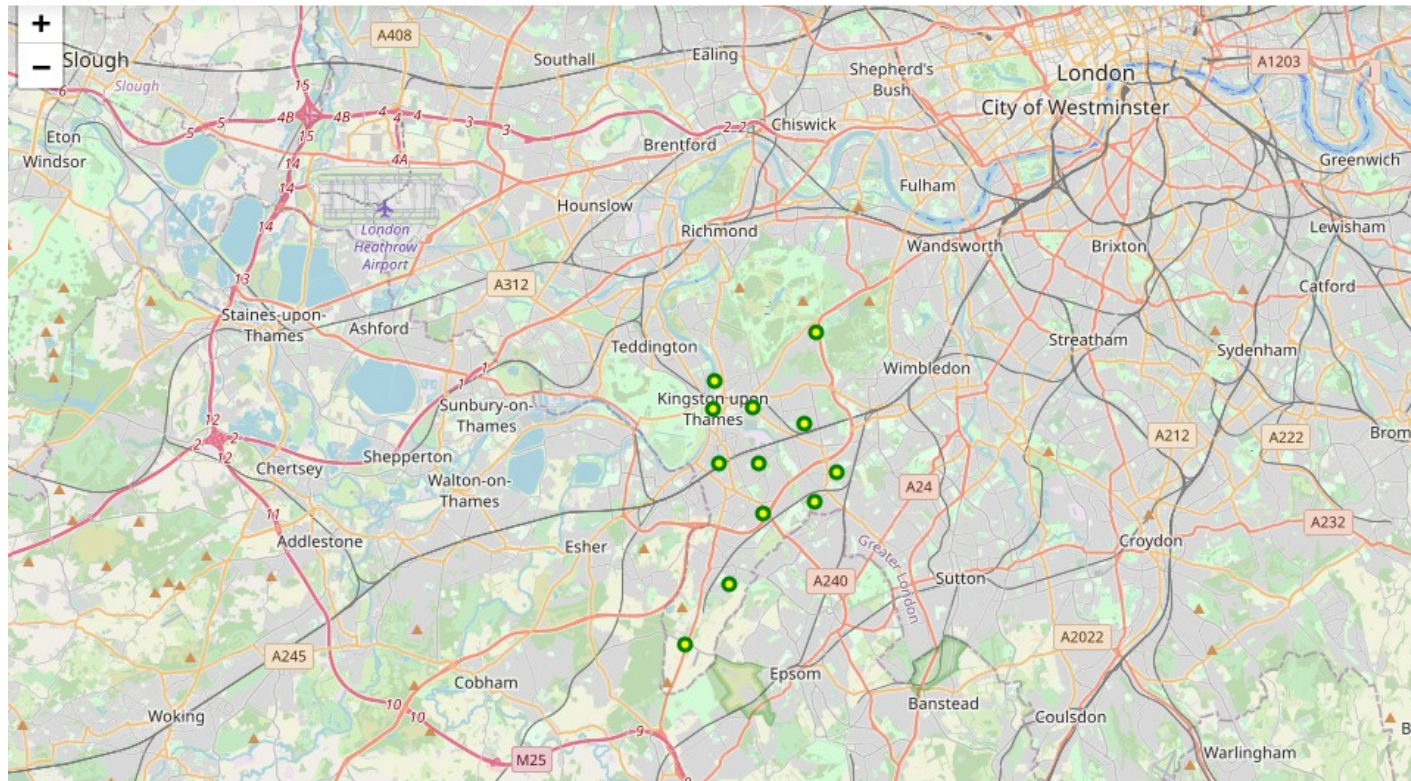 +
−
Slough
Slough
A408
Southall
Ealing
Shepherd's
Bush
London
City of Westminster
A1203
Eton
Windsor
6
5
5
15
4B
4B
15
4
4
3
3
2
2
4A
14
14
14
13
Brentford
Chiswick
Greenwich
Fulham
Hounslow
Richmond
Wandsworth
Brixton
Lewisham
London
Heathrow
Airport
A312
Catford
Staines-upon-
Thames
Ashford
Teddington
Wimbledon
Streatham
Sydenham
1
1
Kingston upon
Thames
Sunbury-on-
Thames
12
2
2
12
Chertsey
Shepperton
Walton-on-
Thames
A212
A222
Brom
A24
11
Addlestone
Esher
A232
Croydon
Greater London
A240
Sutton
A2022
A245
Cobham
Epsom
Banstead
10
10
Woking
9
M25
Coulsdon
Warlingham
B